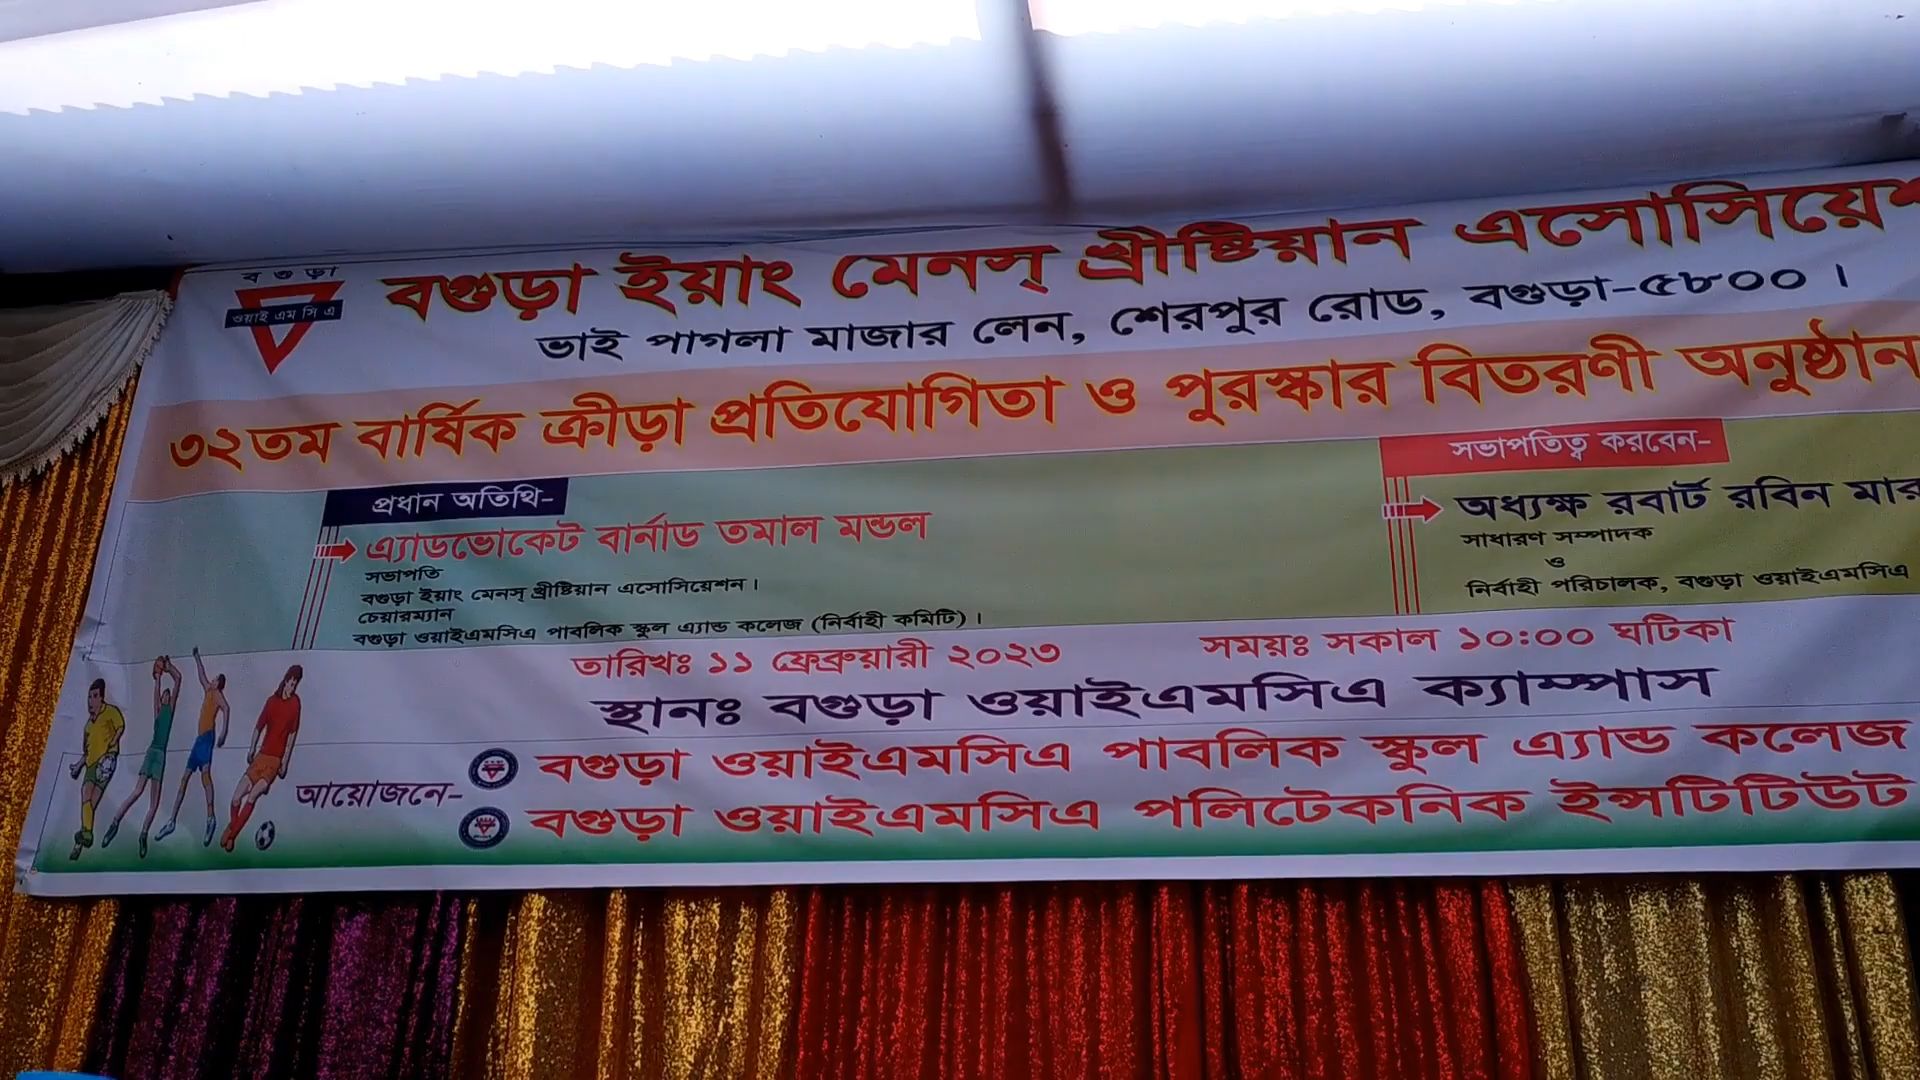 বগুড়া
ওয়াই এম সি এ
বগুড়া ইয়াং মেনস্ খ্রীষ্টিয়ান এসোসিয়েশ
ভাই পাগলা মাজার লেন, শেরপুর রোড, বগুড়া-৫৮০০ ।
৩২তম বার্ষিক ক্রীড়া প্রতিযোগিতা ও পুরস্কার বিতরণী অনুষ্ঠান
প্রধান অতিথি-
এ্যাডভোকেট বার্নাড তমাল মন্ডল
সভাপতি
বগুড়া ইয়াং মেনস্ খ্রীষ্টিয়ান এসোসিয়েশন ।
চেয়ারম্যান
বগুড়া ওয়াইএমসিএ পাবলিক স্কুল এ্যান্ড কলেজ (নির্বাহী কমিটি) ।
সভাপতিত্ব করবেন-
অধ্যক্ষ রবার্ট রবিন মার
সাধারণ সম্পাদক
ও
নির্বাহী পরিচালক, বগুড়া ওয়াইএমসিএ
তারিখঃ ১১ ফেব্রুয়ারী ২০২৩ সময়ঃ সকাল ১০:০০ ঘটিকা
স্থানঃ বগুড়া ওয়াইএমসিএ ক্যাম্পাস
আয়োজনে-
বগুড়া ওয়াইএমসিএ পাবলিক স্কুল এ্যান্ড কলেজ
বগুড়া ওয়াইএমসিএ পলিটেকনিক ইন্সটিটিউট